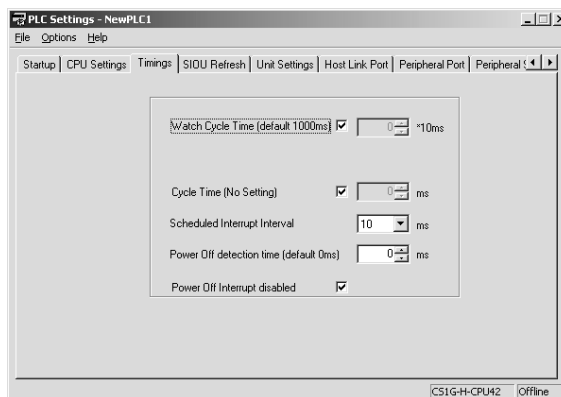 PLC Settings - NewPLC1
File Options Help
Startup CPU Settings Timings SIOU Refresh Unit Settings Host Link Port Peripheral Port Peripheral
Watch Cycle Time (default 1000ms) 0 *10ms
Cycle Time (No Setting) 0 ms
Scheduled Interrupt Interval 10 ms
Power Off detection time (default 0ms) 0 ms
Power Off Interrupt disabled
CS1G-H-CPU42 Offline